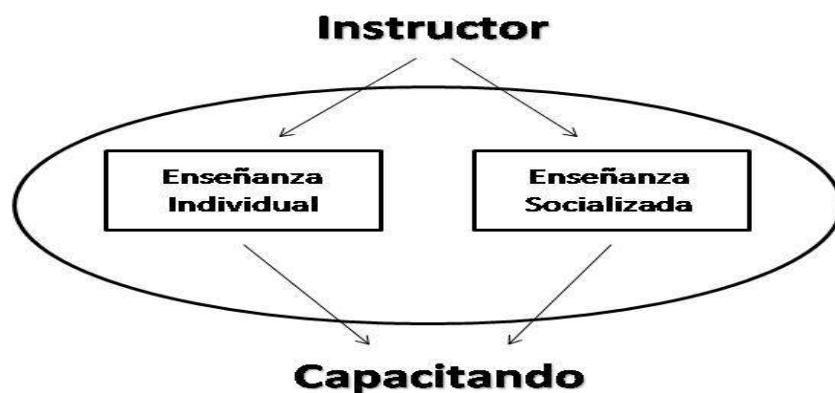 Instructor
Enseñanza
Individual
Enseñanza
Socializada
Capacitando